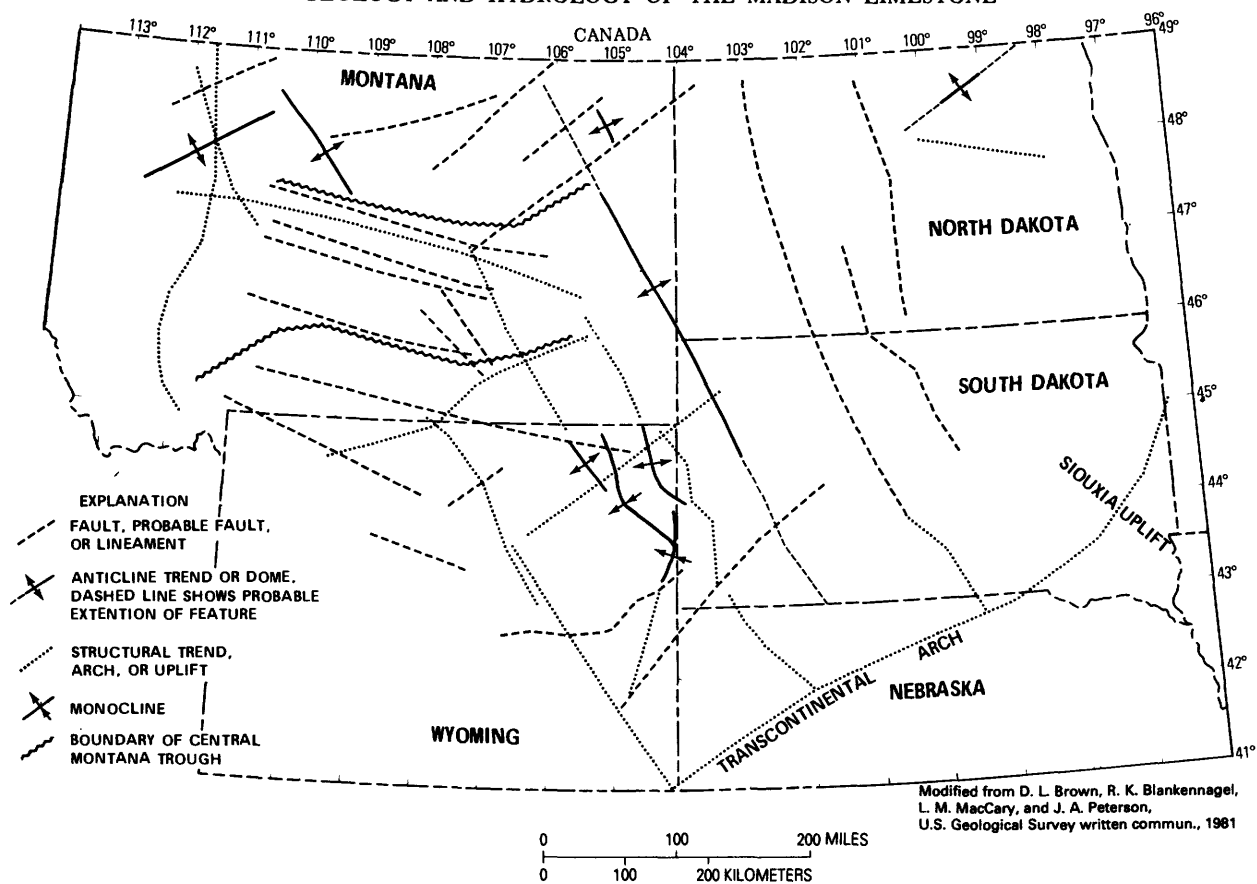 GEOLOGY AND HYDROLOGY OF THE MADISON LIMESTONE
113° 112° 111° 110° 109° 108° 107° 106° 105° 104° 103° 102° 101° 100° 99° 98° 97° 96°
49°
CANADA
MONTANA
48°
47°
NORTH DAKOTA
46°
SOUTH DAKOTA
45°
SIOUXIA UPLIFT
44°
43°
EXPLANATION
FAULT, PROBABLE FAULT,
OR LINEAMENT
ANTICLINE TREND OR DOME,
DASHED LINE SHOWS PROBABLE
EXTENTION OF FEATURE
STRUCTURAL TREND,
ARCH, OR UPLIFT
MONOCLINE
BOUNDARY OF CENTRAL
MONTANA TROUGH
42°
TRANSCONTINENTAL ARCH
NEBRASKA
WYOMING
41°
Modified from D. L. Brown, R. K. Blankennagel,
L. M. MacCary, and J. A. Peterson,
U.S. Geological Survey written commun., 1981
0 100 200 MILES
0 100 200 KILOMETERS